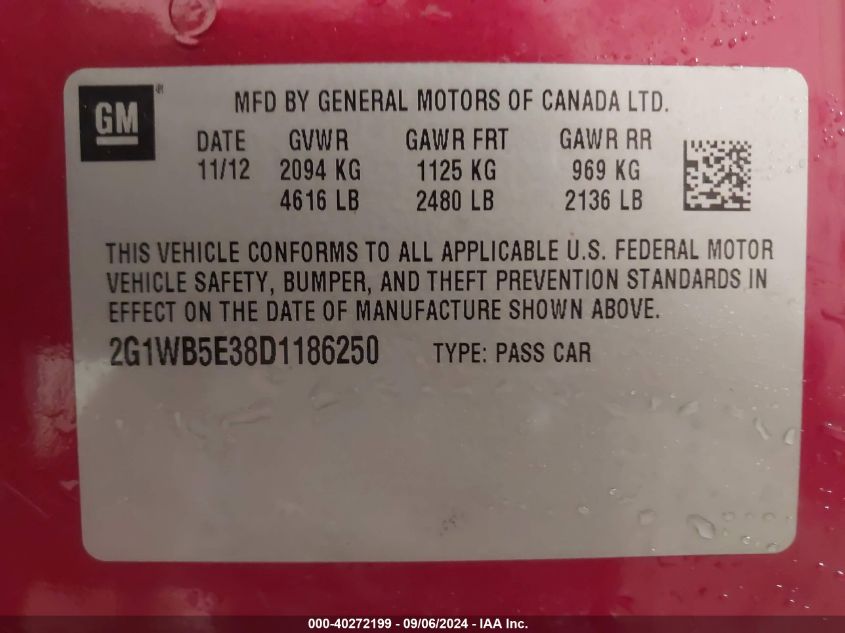 GM®
MFD BY GENERAL MOTORS OF CANADA LTD.
DATE GVWR GAWR FRT GAWR RR
11/12 2094 KG 1125 KG 969 KG
4616 LB 2480 LB 2136 LB
THIS VEHICLE CONFORMS TO ALL APPLICABLE U.S. FEDERAL MOTOR
VEHICLE SAFETY, BUMPER, AND THEFT PREVENTION STANDARDS IN
EFFECT ON THE DATE OF MANUFACTURE SHOWN ABOVE.
2G1WB5E38D1186250 TYPE: PASS CAR
000-40272199 - 09/06/2024 - IAA Inc.